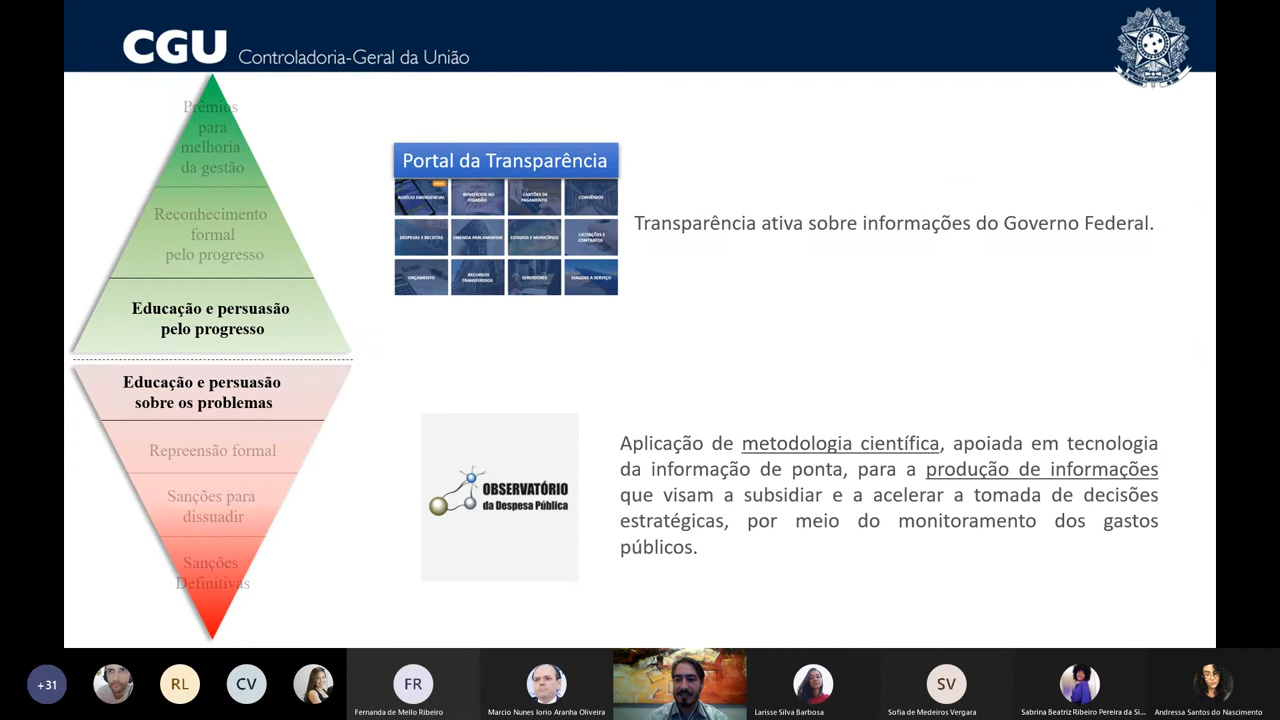 CGU Controladoria-Geral da União
Prêmios
para
melhoria
da gestão
Reconhecimento
formal
pelo progresso
Educação e persuasão
pelo progresso
Educação e persuasão
sobre os problemas
Repreensão formal
Sanções para
dissuadir
Sanções
Definitivas
Portal da Transparência
AUXÍLIO EMERGENCIAL
BENEFÍCIOS AO
CIDADÃO
CARTÕES DE
PAGAMENTO
CONVÊNIOS
DESPESAS E RECEITAS
EMENDA PARLAMENTAR
ESTADOS E MUNICÍPIOS
LICITAÇÕES E
CONTRATOS
ORÇAMENTO
RECURSOS
TRANSFERIDOS
SERVIDORES
VIAGENS A SERVIÇO
Transparência ativa sobre informações do Governo Federal.
OBSERVATÓRIO
da Despesa Pública
Aplicação de metodologia científica, apoiada em tecnologia
da informação de ponta, para a produção de informações
que visam a subsidiar e a acelerar a tomada de decisões
estratégicas, por meio do monitoramento dos gastos
públicos.
+31
RL
CV
FR
Fernanda de Mello Ribeiro
Marcio Nunes Iorio Aranha Oliveira
Larisse Silva Barbosa
SV
Sofia de Medeiros Vergara
Sabrina Beatriz Ribeiro Pereira da Si...
Andressa Santos do Nascimento